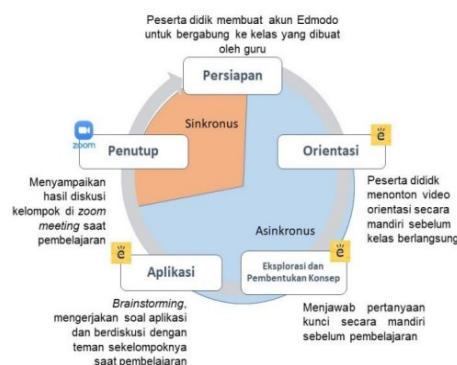 Peserta didik membuat akun Edmodo
untuk bergabung ke kelas yang dibuat
oleh guru
Persiapan
Sinkronus
zoom
Penutup
Orientasi
Menyampaikan
hasil diskusi
kelompok di zoom
meeting saat
pembelajaran
Peserta dididk
menonton video
orientasi secara
mandiri sebelum
kelas berlangsung
Asinkronus
Aplikasi
Eksplorasi dan
Pembentukan Konsep
Brainstorming,
mengerjakan soal aplikasi
dan berdiskusi dengan
teman sekelompoknya
saat pembelajaran
Menjawab pertanyaan
kunci secara mandiri
sebelum pembelajaran